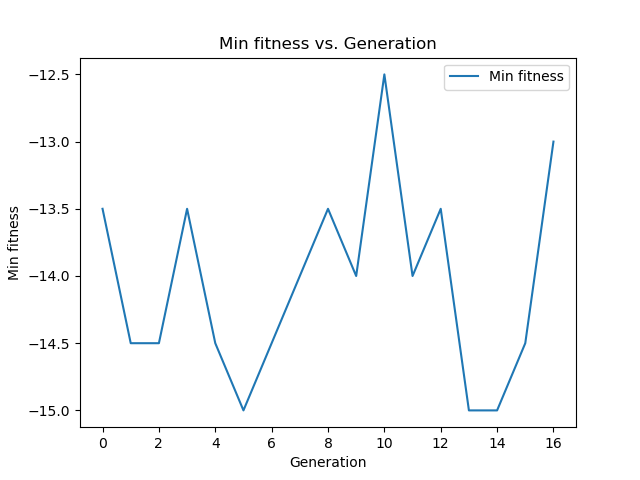 Min fitness vs. Generation
Min fitness
−12.5
−13.0
−13.5
−14.0
−14.5
−15.0
Min fitness
0 2 4 6 8 10 12 14 16
Generation